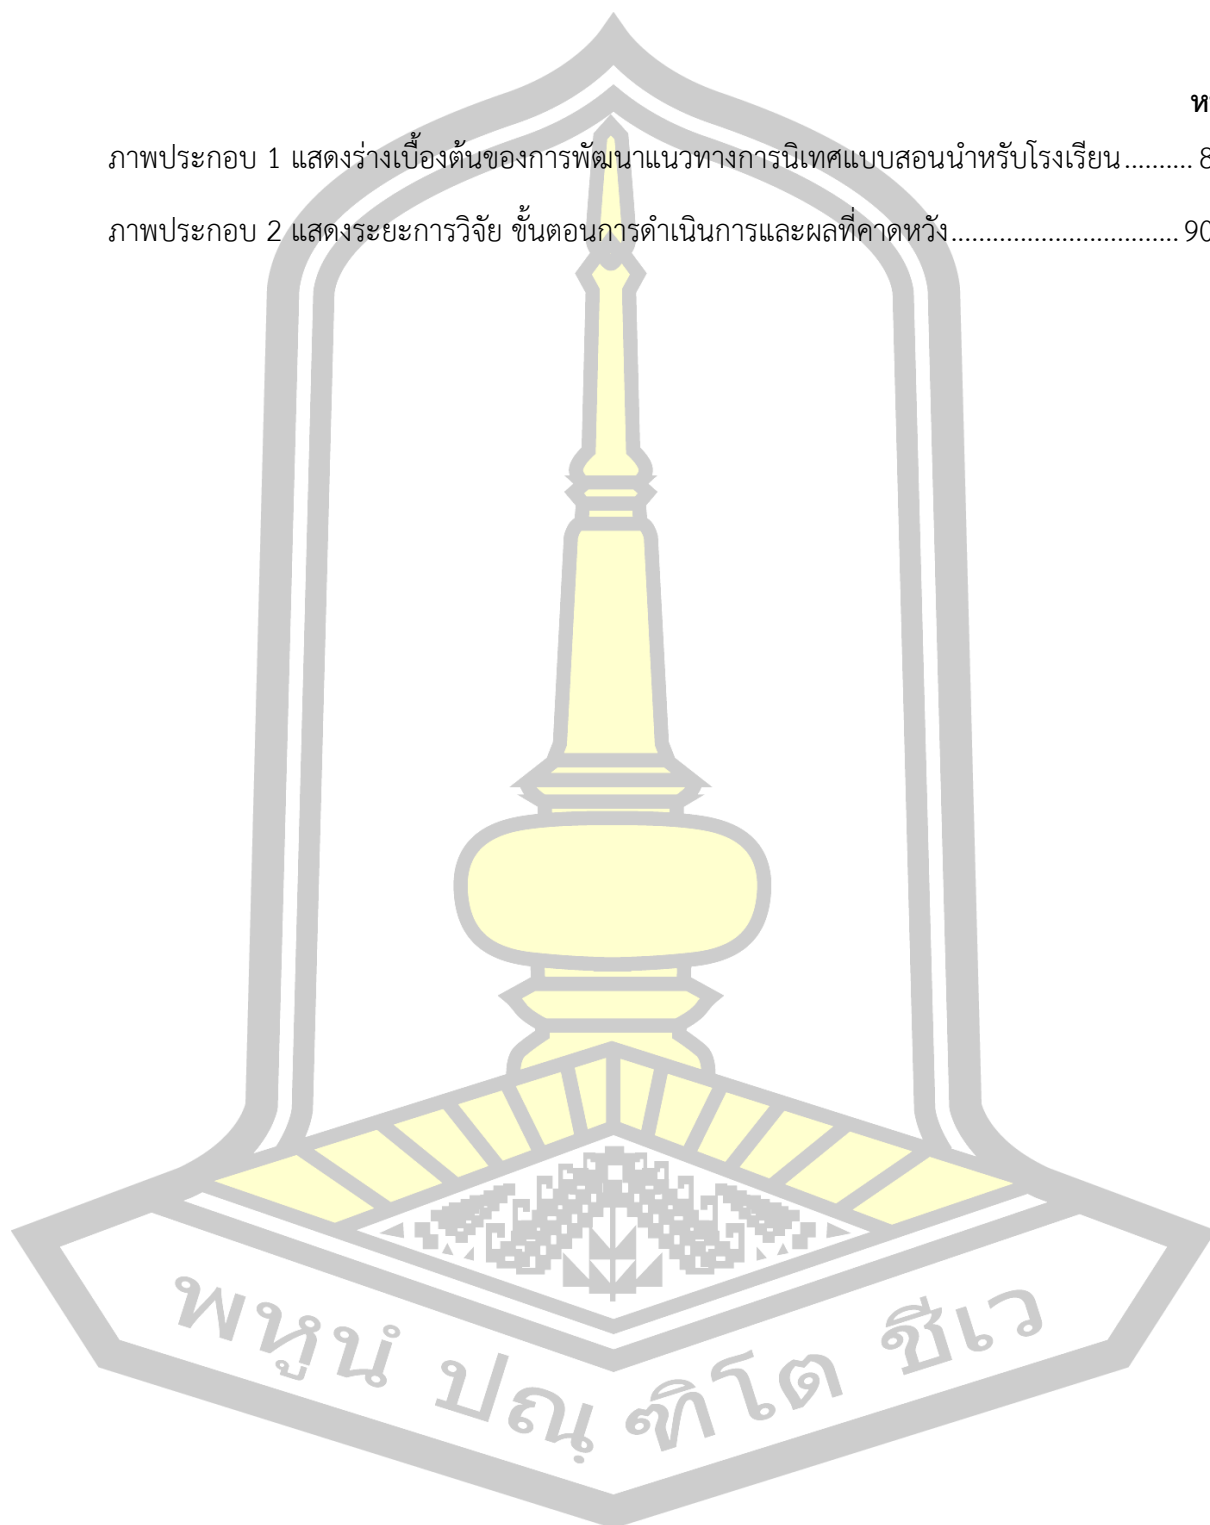 ภาพประกอบ 1 แสดงร่างเบื้องต้นของการพัฒนาแนวทางการนิเทศแบบสอนนำหรับโรงเรียน.......... 8
ภาพประกอบ 2 แสดงระยะการวิจัย ขั้นตอนการดำเนินการและผลที่คาดหวัง................................. 90
พหูนํ ปณฺฑิโต ชีเว